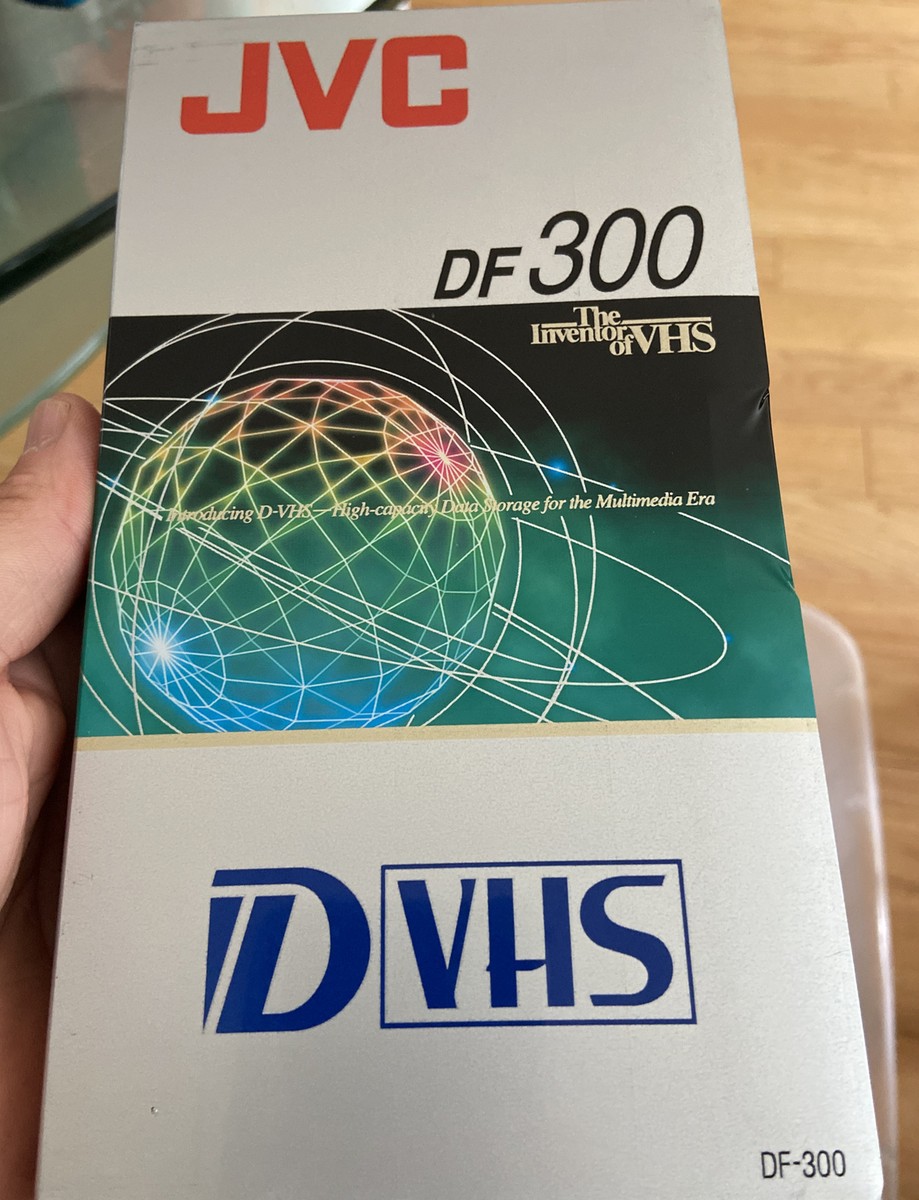 JVC
DF300
The
Inventor
of VHS
Introducing D-VHS—High-capacity Data Storage for the Multimedia Era
D VHS
DF-300